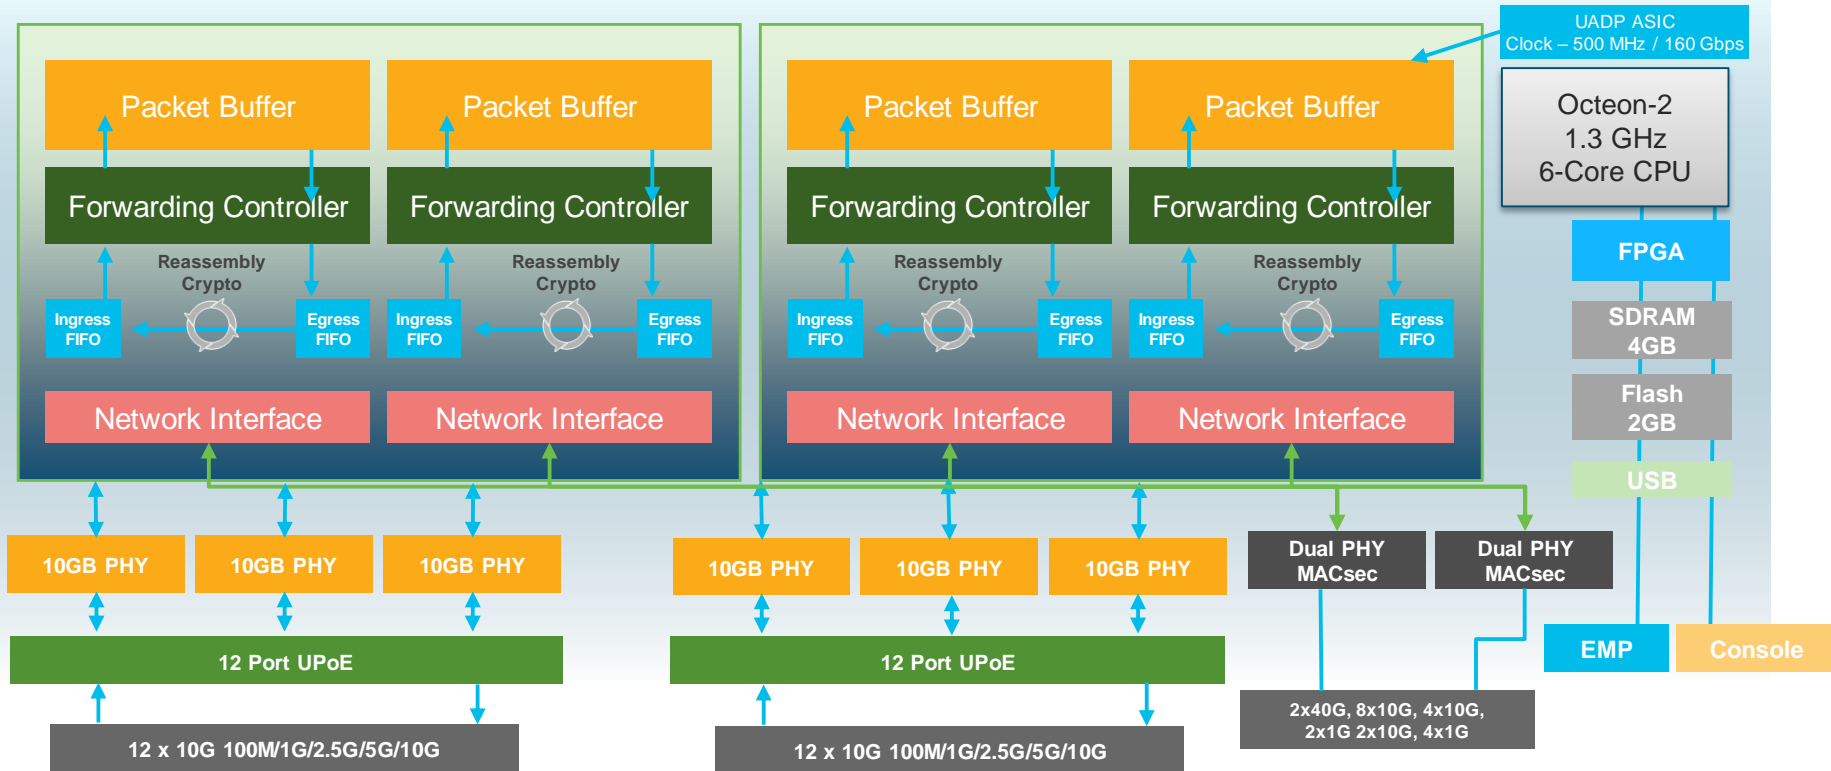 UADP ASIC
Clock – 500 MHz / 160 Gbps
Packet Buffer
Packet Buffer
Packet Buffer
Packet Buffer
Octeon-2
1.3 GHz
6-Core CPU
Forwarding Controller
Forwarding Controller
Forwarding Controller
Forwarding Controller
FPGA
Reassembly
Crypto
Reassembly
Crypto
Reassembly
Crypto
Reassembly
Crypto
Ingress
FIFO
Egress
FIFO
Ingress
FIFO
Egress
FIFO
Ingress
FIFO
Egress
FIFO
Ingress
FIFO
Egress
FIFO
SDRAM
4GB
Flash
2GB
Network Interface
Network Interface
Network Interface
Network Interface
USB
10GB PHY
10GB PHY
10GB PHY
10GB PHY
10GB PHY
10GB PHY
Dual PHY
MACsec
Dual PHY
MACsec
12 Port UPoE
12 Port UPoE
EMP
Console
12 x 10G 100M/1G/2.5G/5G/10G
12 x 10G 100M/1G/2.5G/5G/10G
2x40G, 8x10G, 4x10G,
2x1G 2x10G, 4x1G